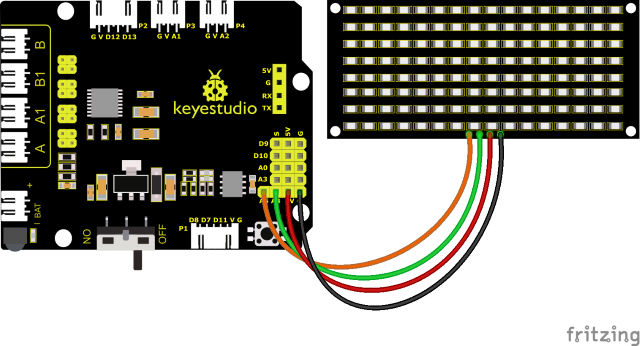 P2
P3
P4
G V D12 D13
G V A1
G V A2
B
B1
A1
A
5V
G
RX
TX
keyestudio
S
5V
G
D9
D10
A0
A3
+
BAT
NO
OFF
P1
D8 D7 D11 V G
fritzing